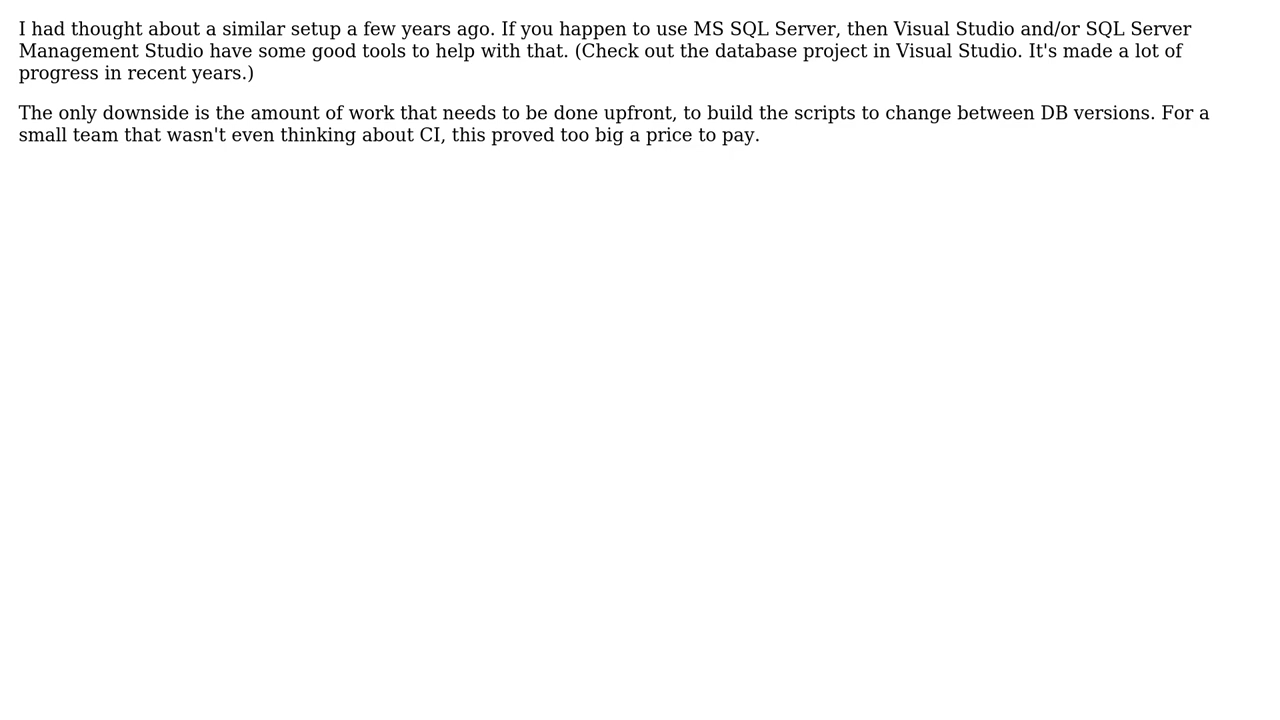 I had thought about a similar setup a few years ago. If you happen to use MS SQL Server, then Visual Studio and/or SQL Server
Management Studio have some good tools to help with that. (Check out the database project in Visual Studio. It's made a lot of
progress in recent years.)
The only downside is the amount of work that needs to be done upfront, to build the scripts to change between DB versions. For a
small team that wasn't even thinking about CI, this proved too big a price to pay.